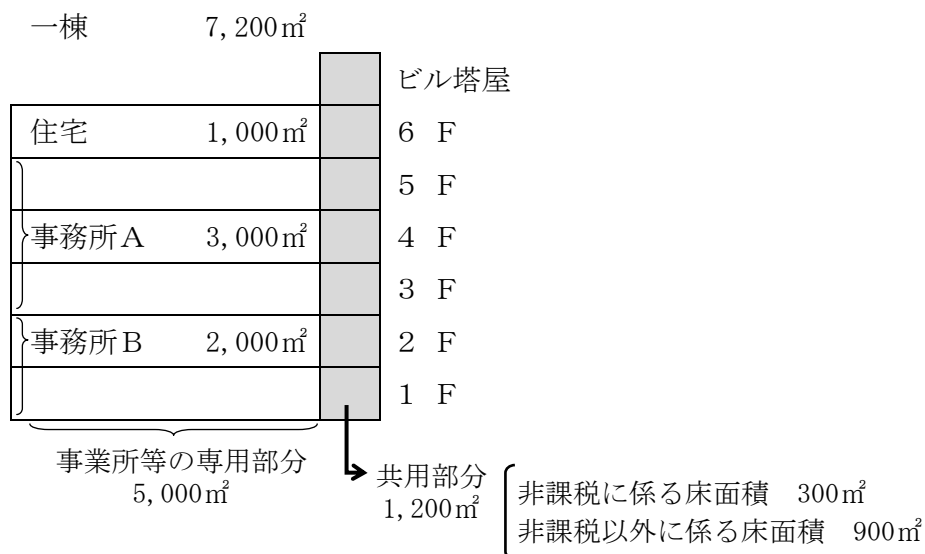 一棟 7,200㎡
ビル塔屋
住宅 1,000㎡ 6 F
5 F
事務所A 3,000㎡ 4 F
3 F
事務所B 2,000㎡ 2 F
1 F
事業所等の専用部分
5,000㎡
共用部分
1,200㎡
非課税に係る床面積 300㎡
非課税以外に係る床面積 900㎡